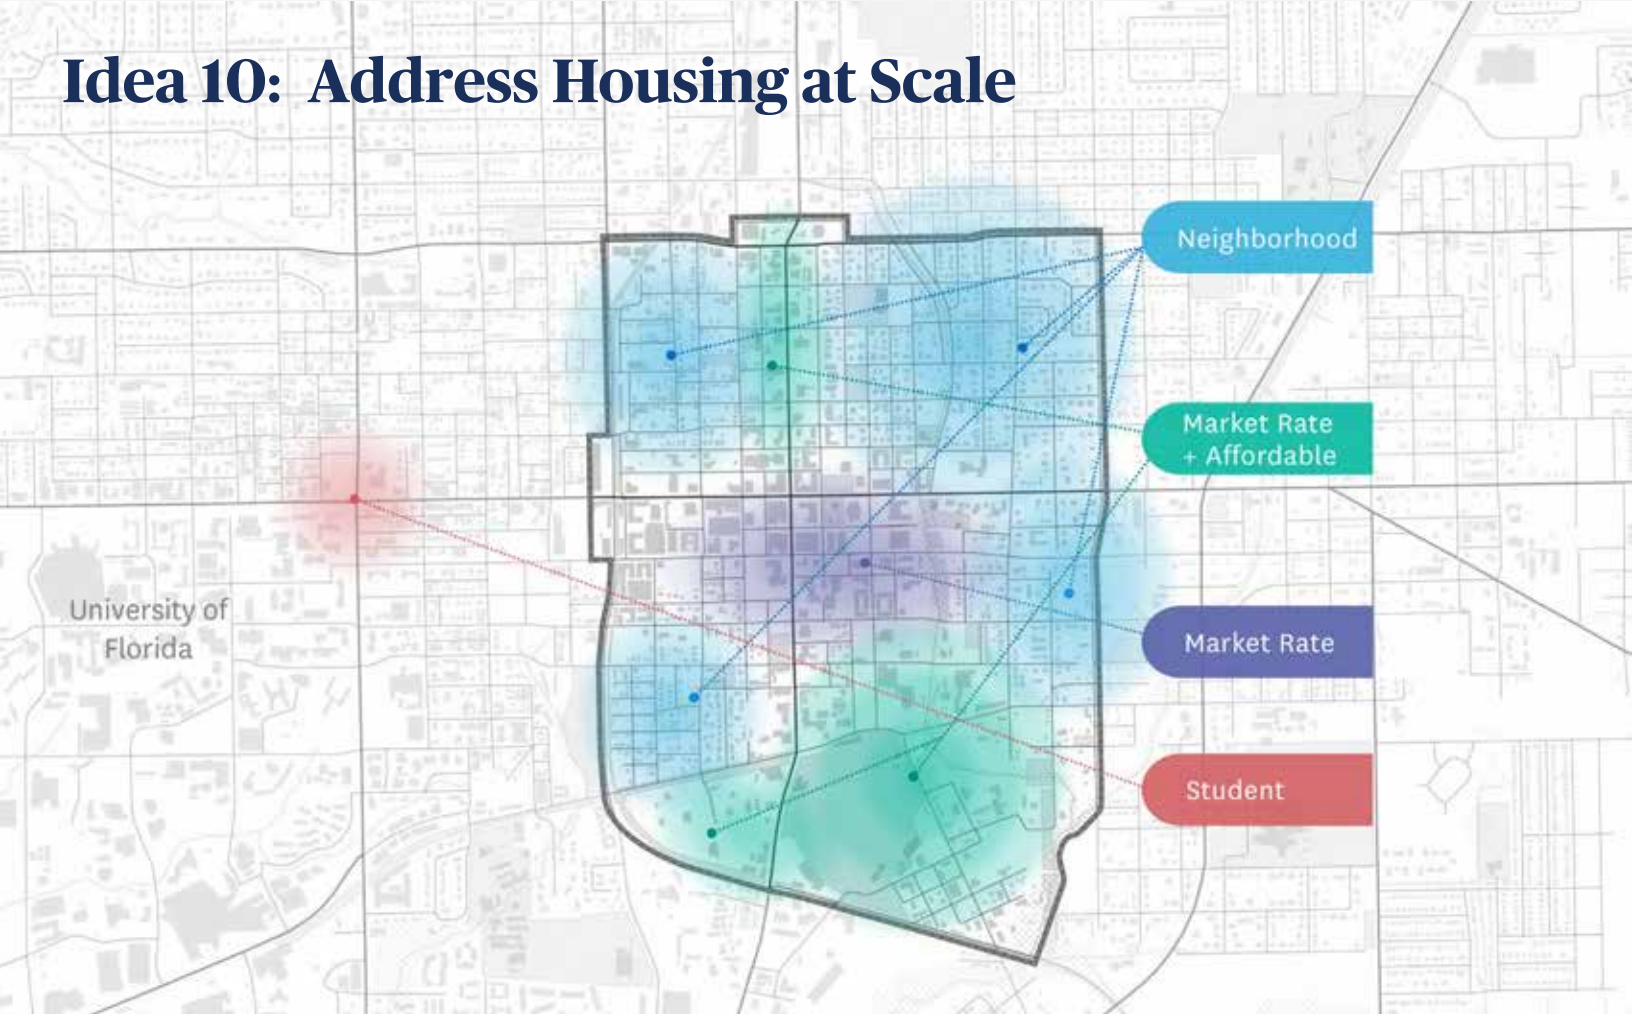 Idea 10: Address Housing at Scale
Neighborhood
Market Rate
+ Affordable
University of
Florida
Market Rate
Student